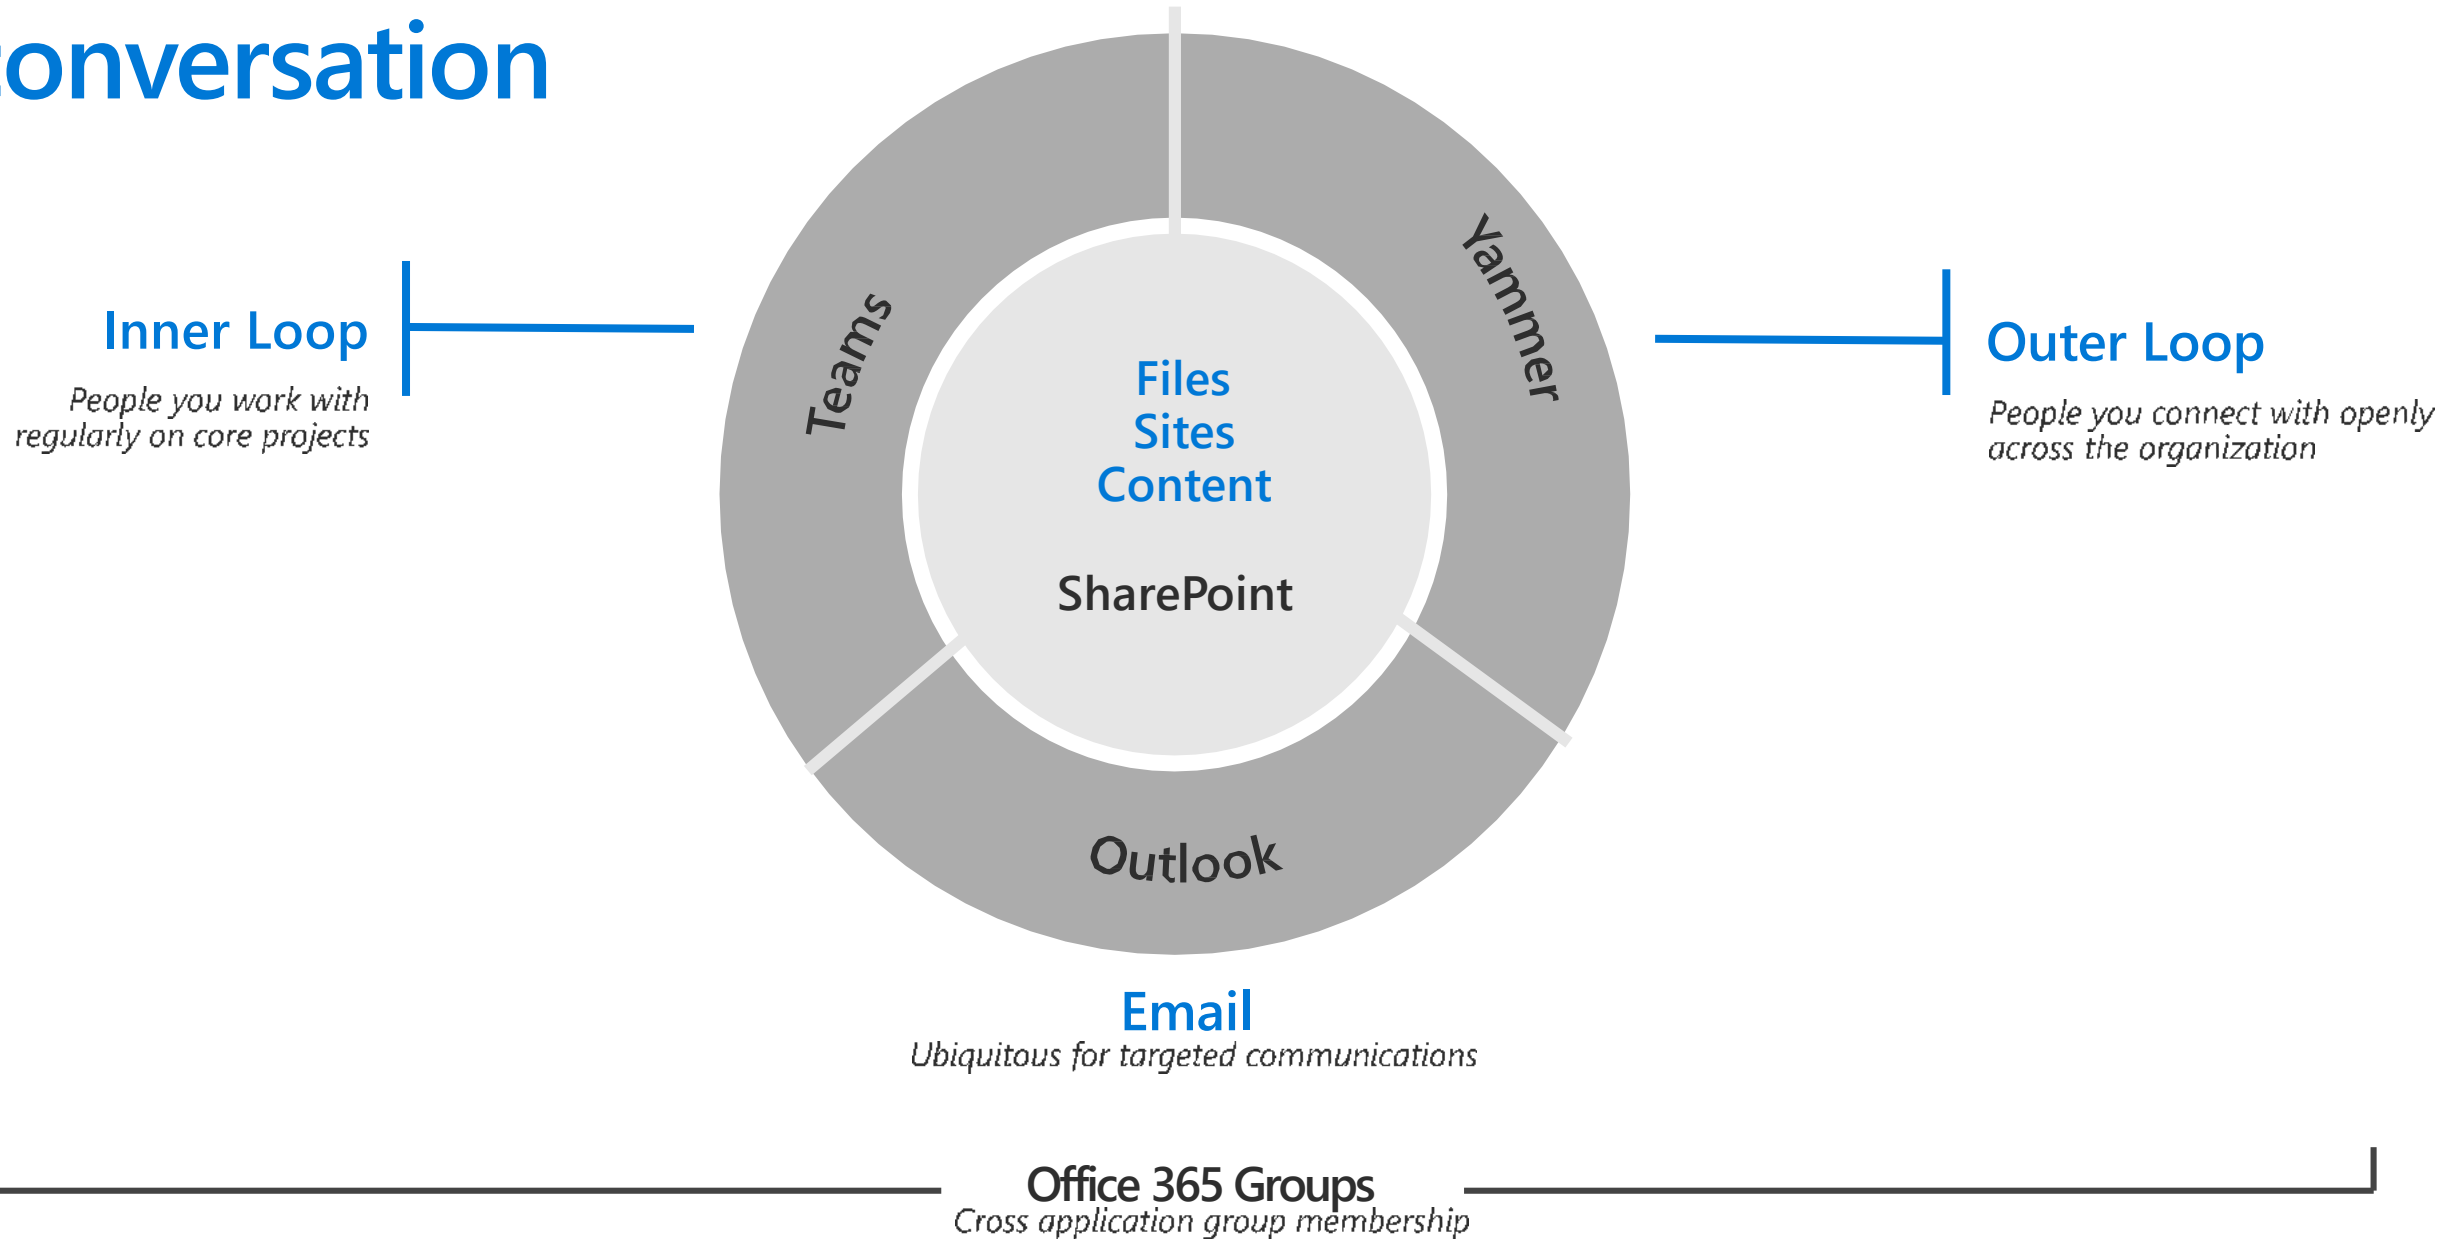 conversation
Teams
Yammer
Inner Loop
People you work with
regularly on core projects
Files
Sites
Content
SharePoint
Outer Loop
People you connect with openly
across the organization
Outlook
Email
Ubiquitous for targeted communications
Office 365 Groups
Cross application group membership